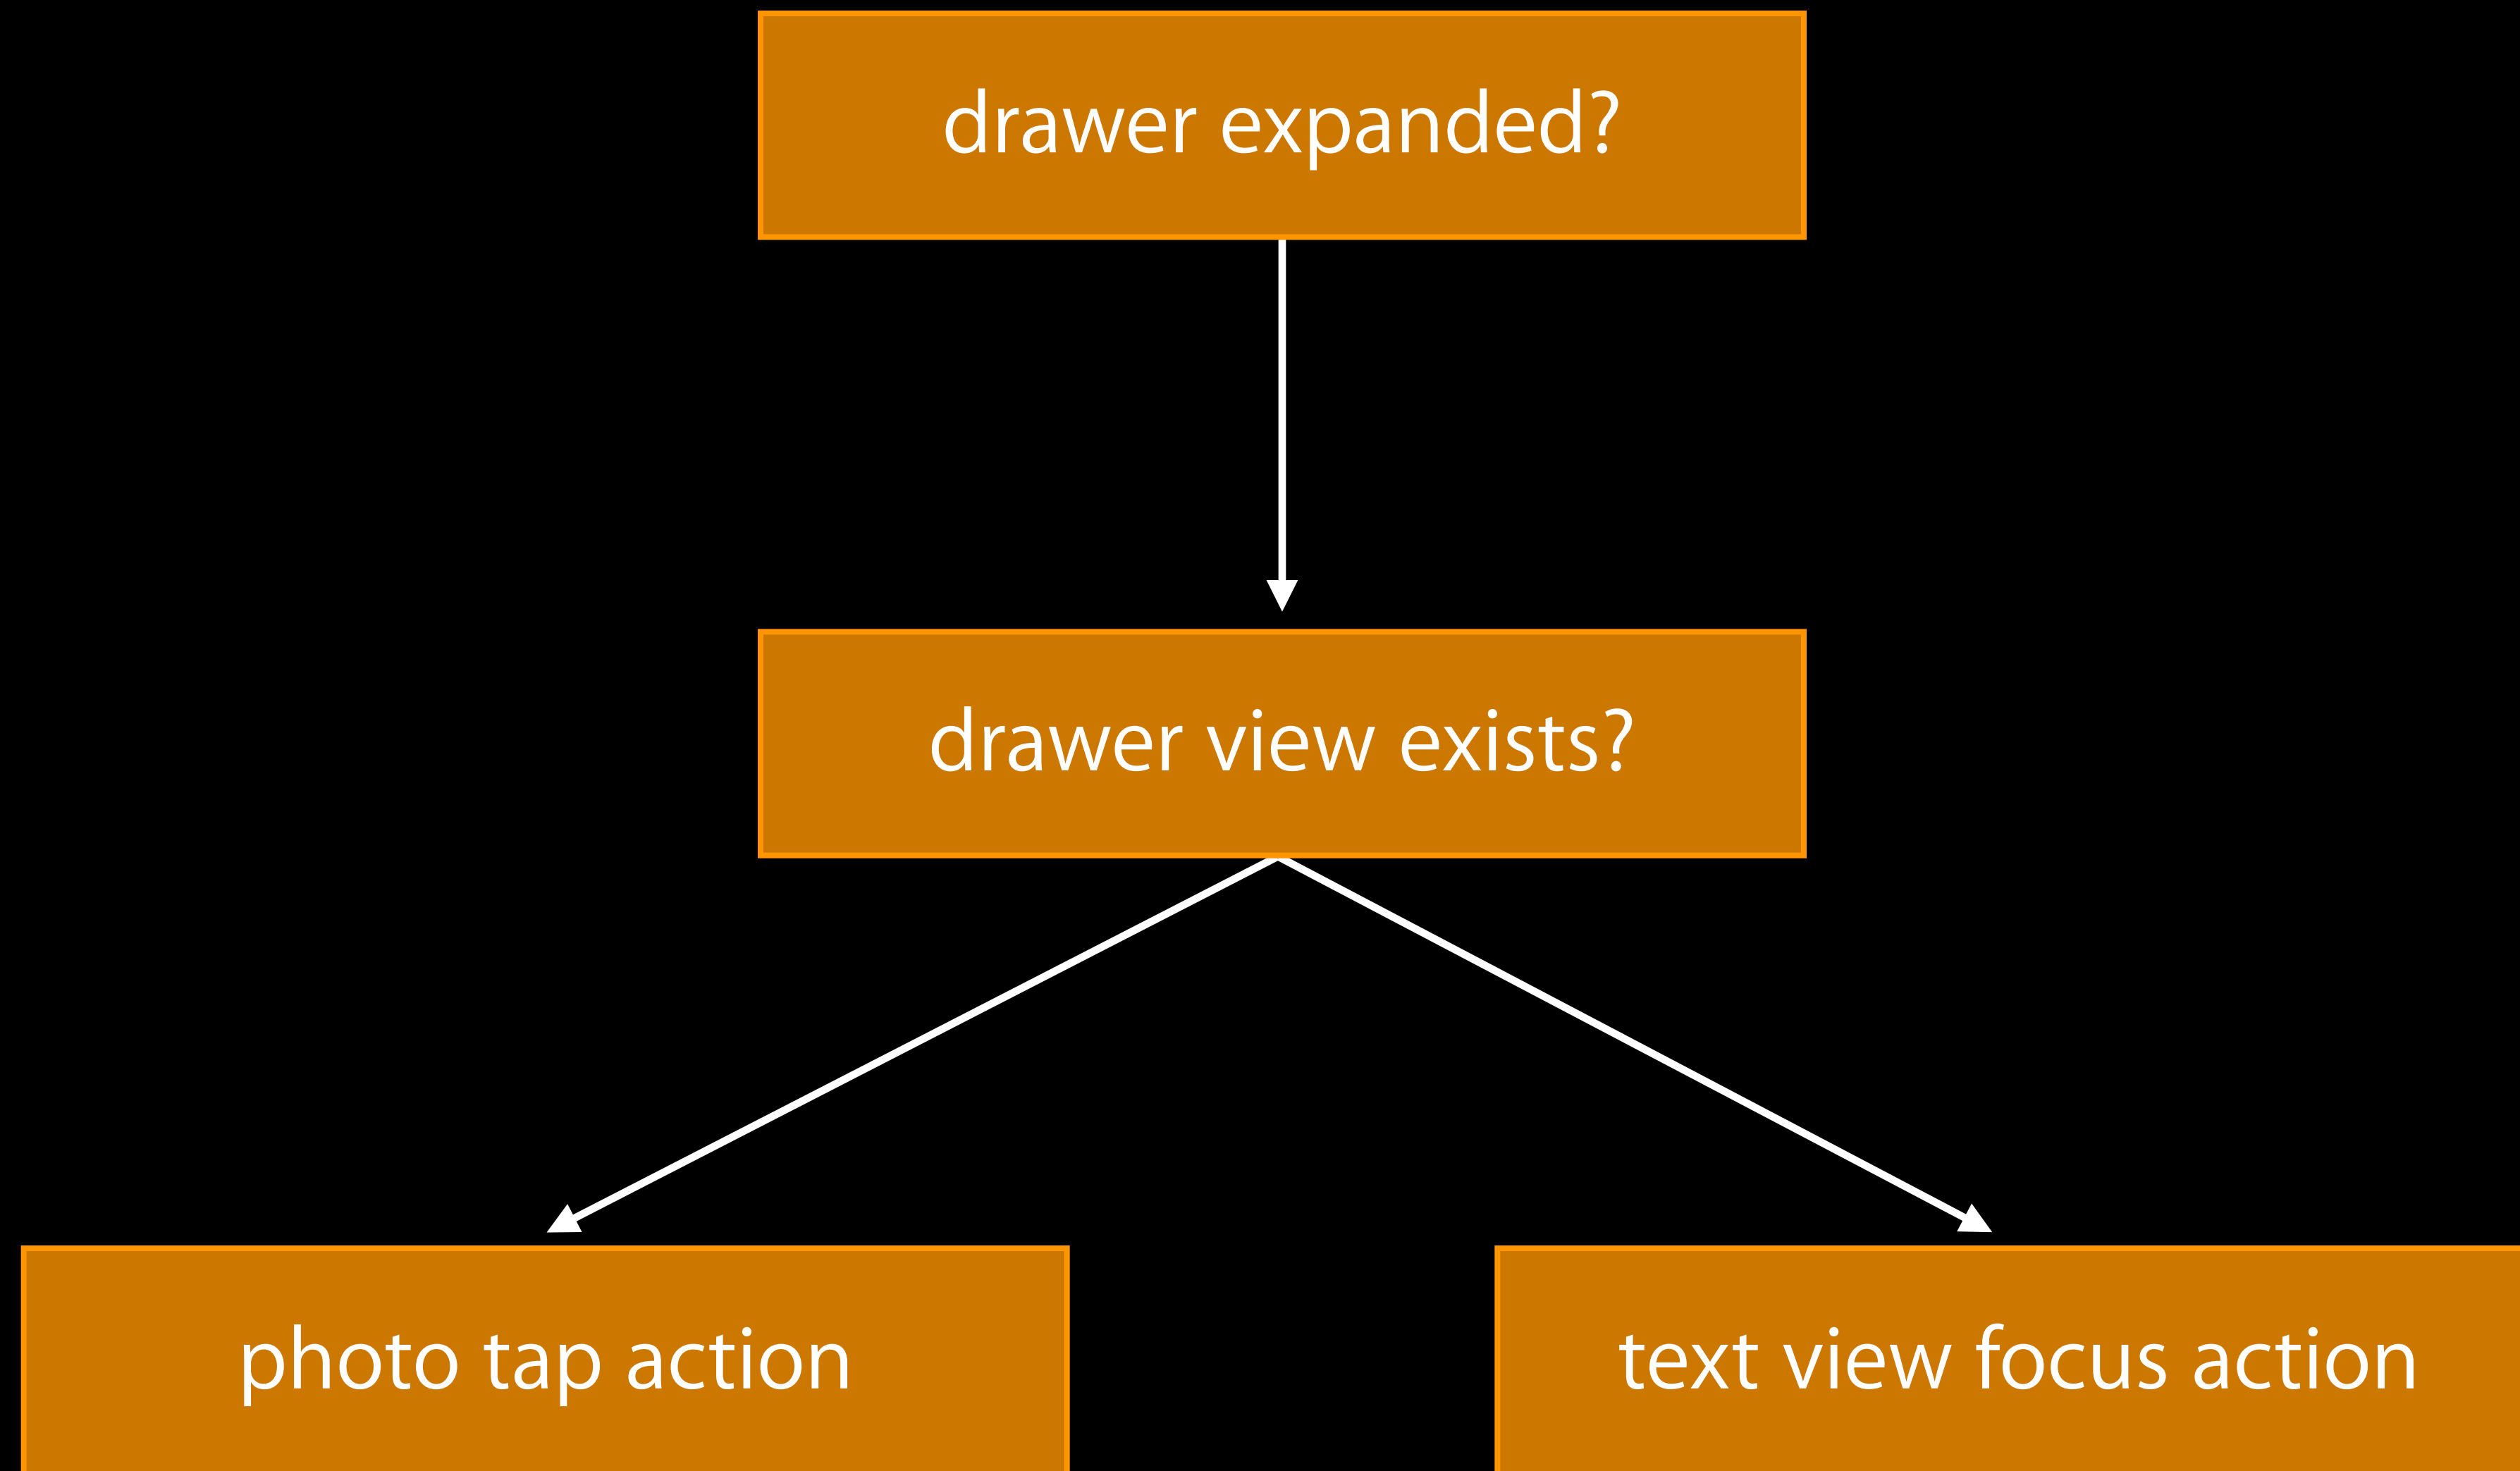 drawer expanded?
drawer view exists?
photo tap action
text view focus action